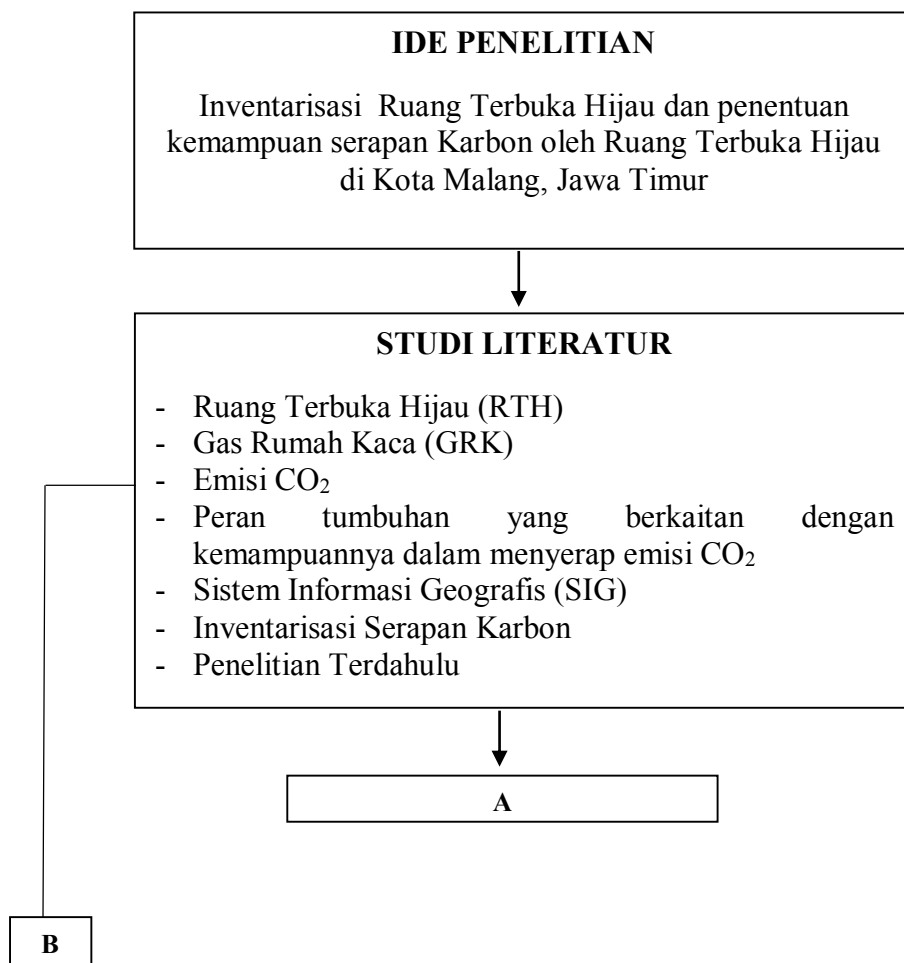 IDE PENELITIAN
Inventarisasi Ruang Terbuka Hijau dan penentuan
kemampuan serapan Karbon oleh Ruang Terbuka Hijau
di Kota Malang, Jawa Timur
STUDI LITERATUR
- Ruang Terbuka Hijau (RTH)
- Gas Rumah Kaca (GRK)
- Emisi CO₂
- Peran tumbuhan yang berkaitan dengan
kemampuannya dalam menyerap emisi CO₂
- Sistem Informasi Geografis (SIG)
- Inventarisasi Serapan Karbon
- Penelitian Terdahulu
A
B